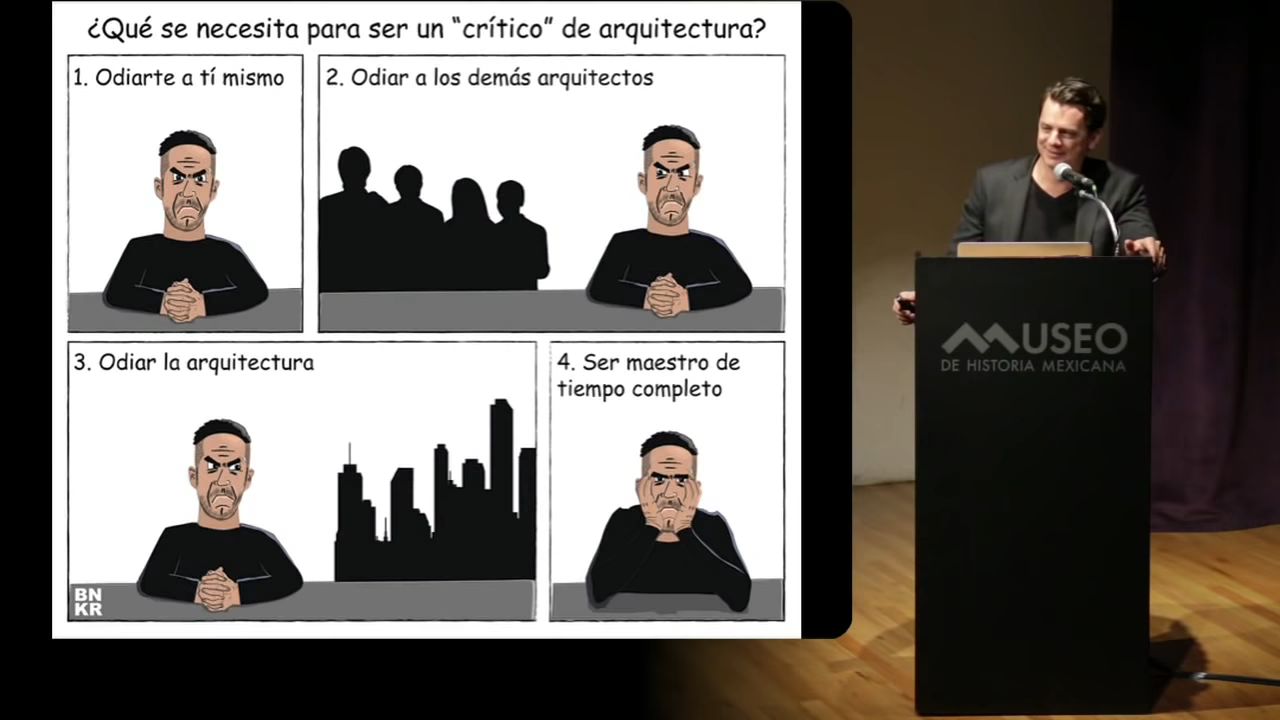 ¿Qué se necesita para ser un “crítico” de arquitectura?
1. Odiarte a tí mismo
2. Odiar a los demás arquitectos
3. Odiar la arquitectura
4. Ser maestro de
tiempo completo
BN
KR
MUSEO
DE HISTORIA MEXICANA